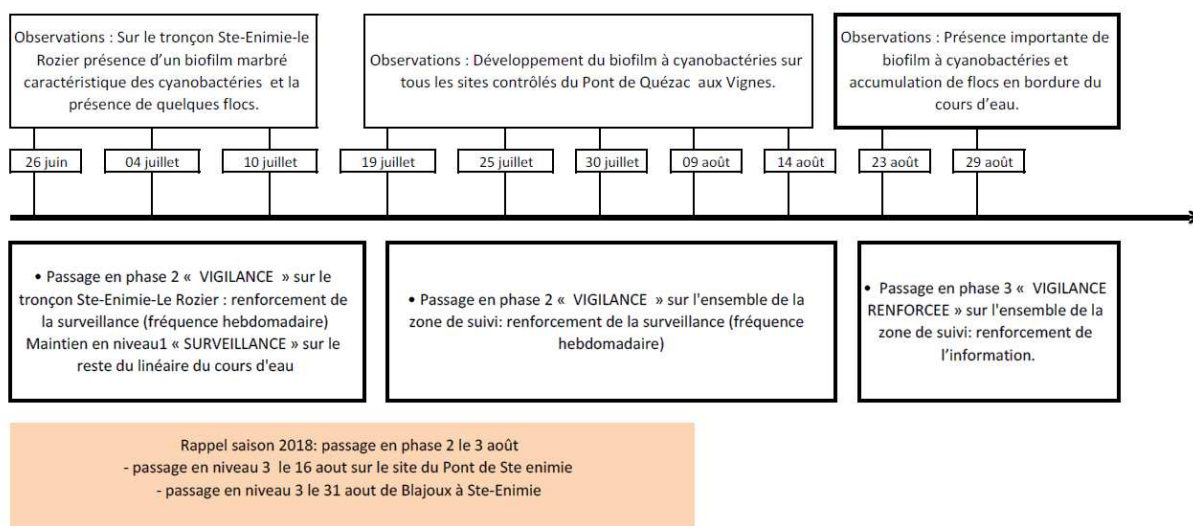 Observations : Sur le tronçon Ste-Enimie-le
Rozier présence d'un biofilm marbré
caractéristique des cyanobactéries et la
présence de quelques flocs.
Observations : Développement du biofilm à cyanobactéries sur
tous les sites contrôlés du Pont de Quézac aux Vignes.
Observations : Présence importante de
biofilm à cyanobactéries et
accumulation de flocs en bordure du
cours d'eau.
26 juin
04 juillet
10 juillet
19 juillet
25 juillet
30 juillet
09 août
14 août
23 août
29 août
• Passage en phase 2 « VIGILANCE » sur le
tronçon Ste-Enimie-Le Rozier : renforcement de
la surveillance (fréquence hebdomadaire)
Maintien en niveau1 « SURVEILLANCE » sur le
reste du linéaire du cours d'eau
• Passage en phase 2 « VIGILANCE » sur l'ensemble de la
zone de suivi: renforcement de la surveillance (fréquence
hebdomadaire)
• Passage en phase 3 « VIGILANCE
RENFORCEE » sur l'ensemble de la
zone de suivi: renforcement de
l'information.
Rappel saison 2018: passage en phase 2 le 3 août
- passage en niveau 3 le 16 aout sur le site du Pont de Ste enimie
- passage en niveau 3 le 31 aout de Blajoux à Ste-Enimie